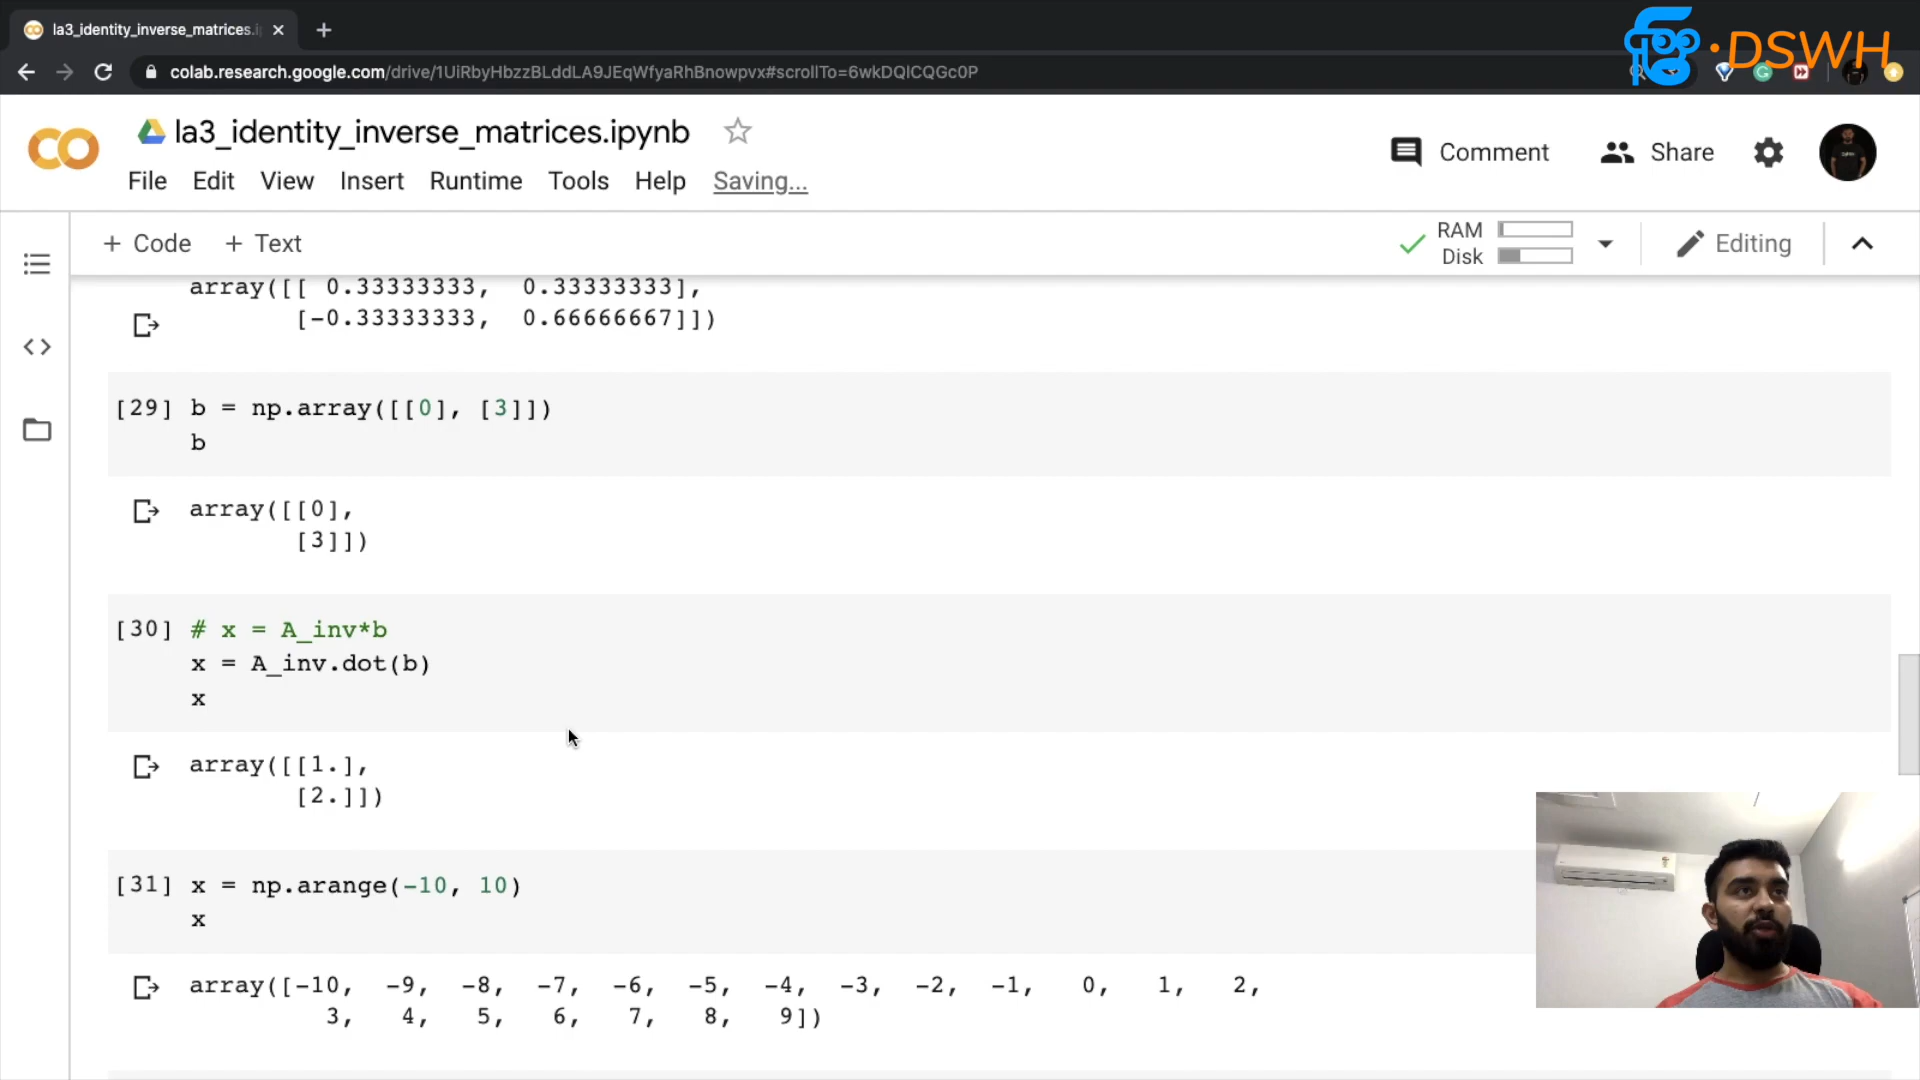 la3_identity_inverse_matrices.i
colab.research.google.com/drive/1UiRbyHbzzBLddLA9JEqWfyaRhBnowpvx#scrollTo=6wkDQlCQGc0P
DSWH
la3_identity_inverse_matrices.ipynb
Comment
Share
File Edit View Insert Runtime Tools Help Saving...
+ Code + Text
RAM
Disk
Editing
array([[ 0.33333333, 0.33333333],
[-0.33333333, 0.66666667]])
[29] b = np.array([[0], [3]])
b
array([[0],
[3]])
[30] # x = A_inv*b
x = A_inv.dot(b)
x
array([[1.],
[2.]])
[31] x = np.arange(-10, 10)
x
array([-10, -9, -8, -7, -6, -5, -4, -3, -2, -1, 0, 1, 2,
3, 4, 5, 6, 7, 8, 9])